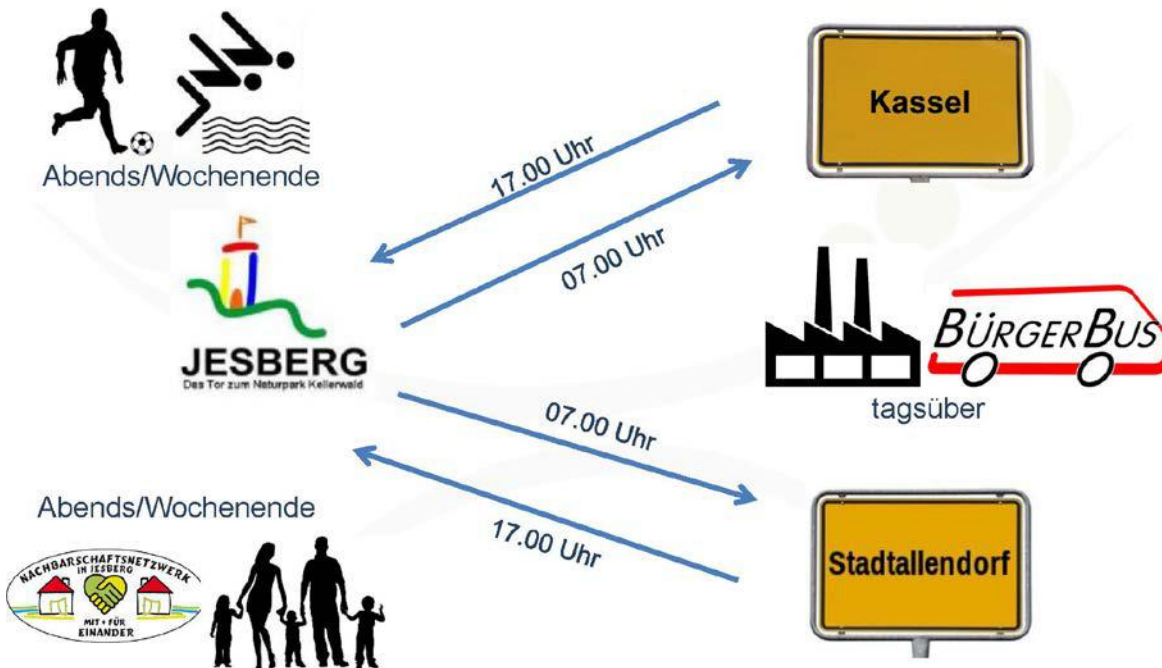 Abends/Wochenende
Kassel
17.00 Uhr
07.00 Uhr
JESBERG
Das Tor zum Naturpark Kellerwald
BÜRGERBUS
tagsüber
07.00 Uhr
17.00 Uhr
Abends/Wochenende
NACHBARSCHAFTSNETZWERK
IN JESBERG
MIT + FÜR
EINANDER
Stadtallendorf